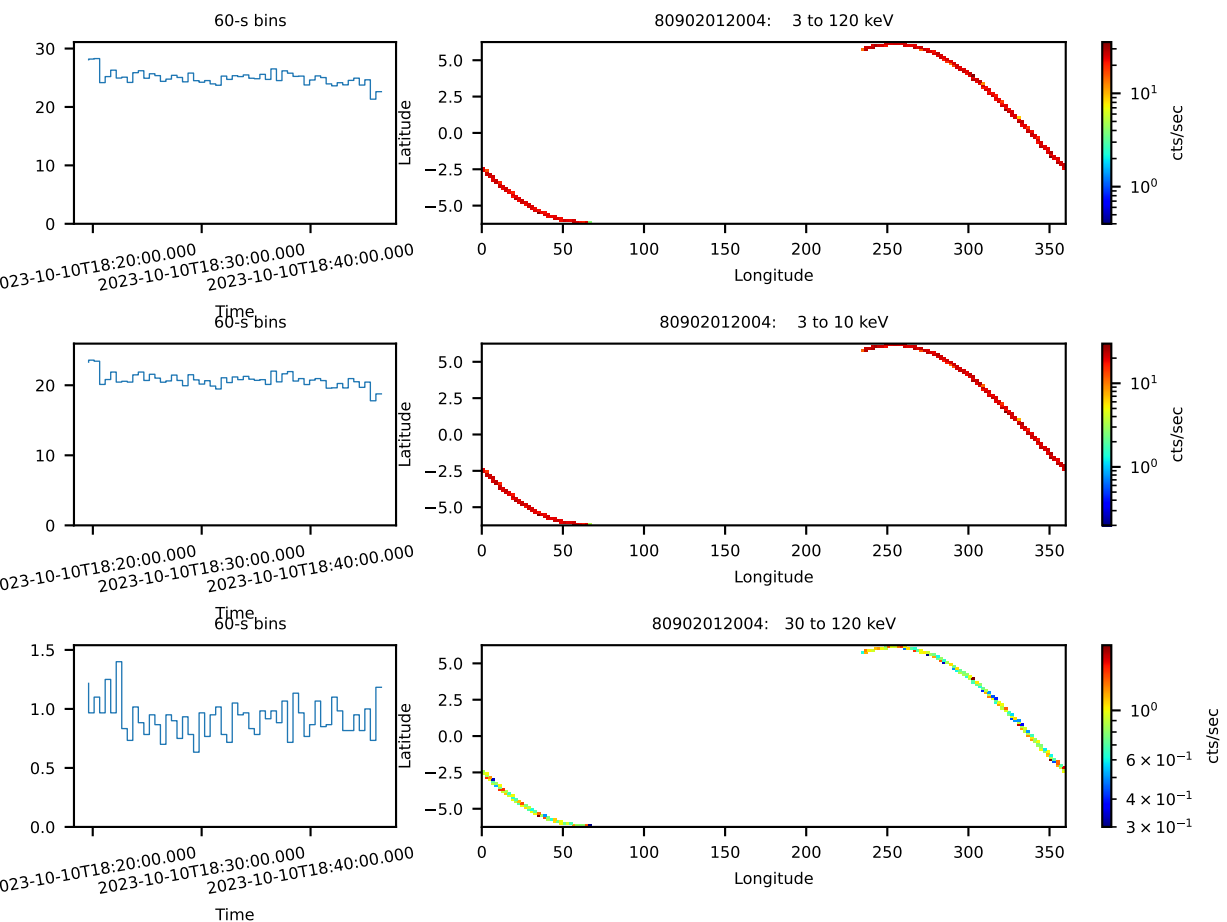 60-s bins
80902012004: 3 to 120 keV
30
20
10
0
023-10-10T18:20:00.000
2023-10-10T18:30:00.000
2023-10-10T18:40:00.000
Time
Latitude
5.0
2.5
0.0
−2.5
−5.0
0 50 100 150 200 250 300 350
Longitude
10¹
10⁰
cts/sec
60-s bins
80902012004: 3 to 10 keV
20
10
0
023-10-10T18:20:00.000
2023-10-10T18:30:00.000
2023-10-10T18:40:00.000
Time
Latitude
5.0
2.5
0.0
−2.5
−5.0
0 50 100 150 200 250 300 350
Longitude
10¹
10⁰
cts/sec
60-s bins
80902012004: 30 to 120 keV
1.5
1.0
0.5
0.0
023-10-10T18:20:00.000
2023-10-10T18:30:00.000
2023-10-10T18:40:00.000
Time
Latitude
5.0
2.5
0.0
−2.5
−5.0
0 50 100 150 200 250 300 350
Longitude
10⁰
6 × 10⁻¹
4 × 10⁻¹
3 × 10⁻¹
cts/sec